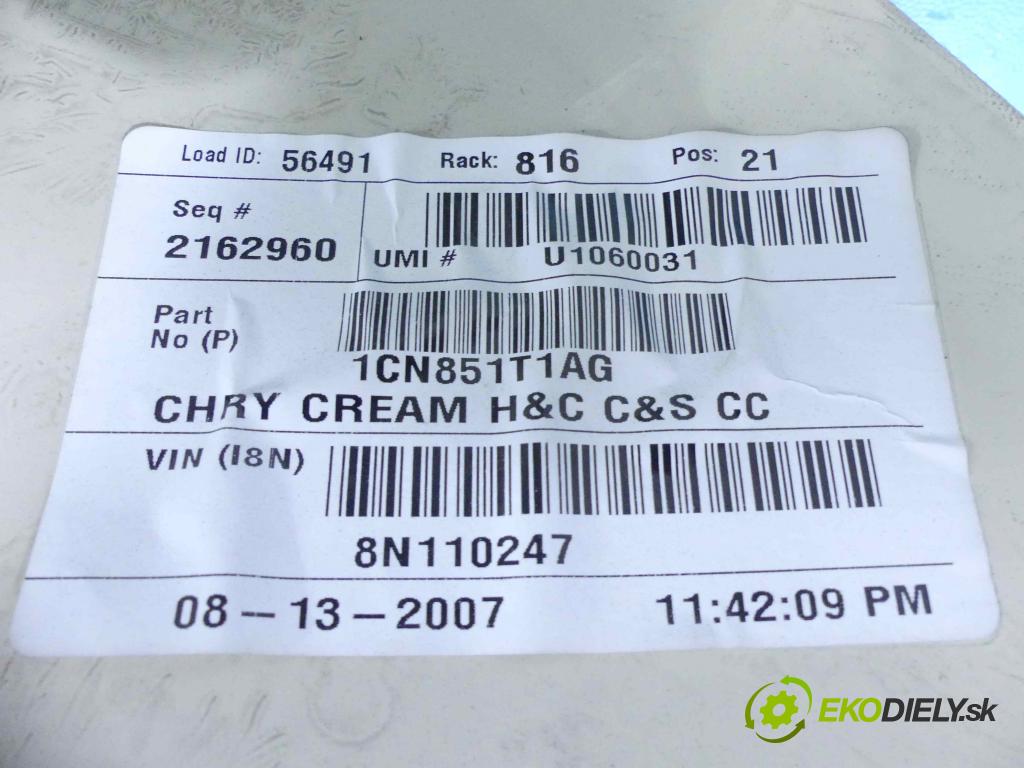 Load ID: 56491 Rack: 816 Pos: 21
Seq #
2162960
UMI # U1060031
Part
No (P)
1CN851T1AG
CHRY CREAM H&C C&S CC
VIN (I8N)
8N110247
08-13-2007 11:42:09 PM
EKODIELY.sk